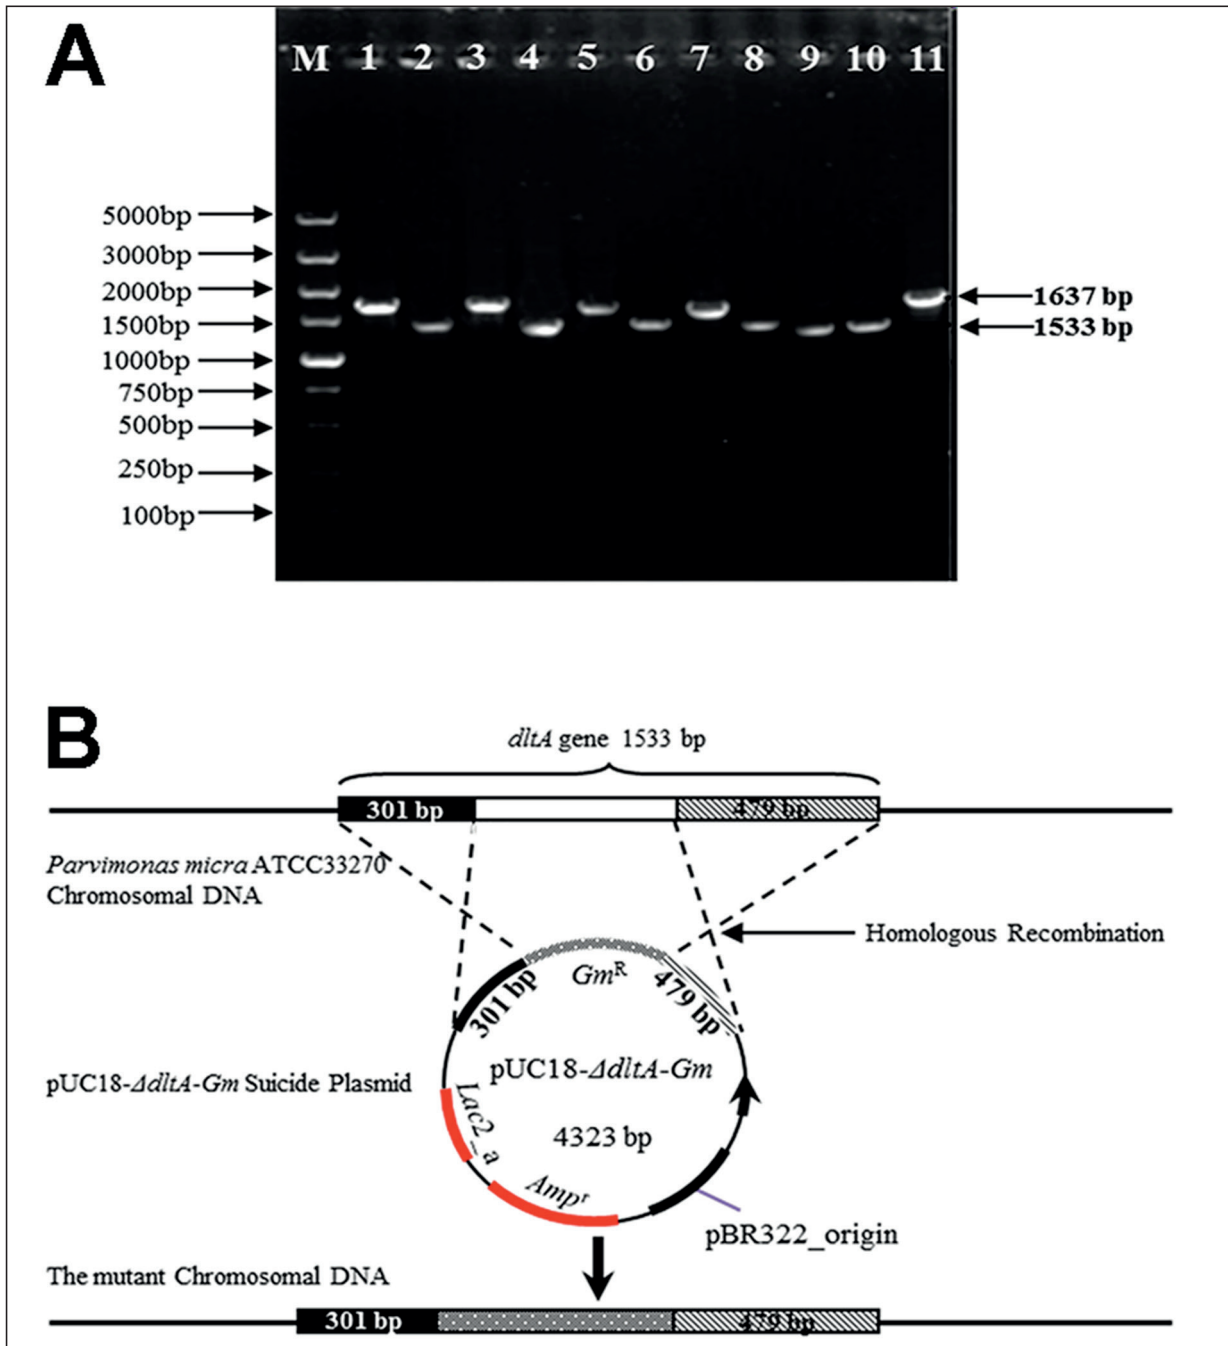 A
M 1 2 3 4 5 6 7 8 9 10 11
5000bp
3000bp
2000bp
1500bp
1000bp
750bp
500bp
250bp
100bp
1637 bp
1533 bp
B
dltA gene 1533 bp
301 bp
479 bp
Parvimonas micra ATCC33270
Chromosomal DNA
Homologous Recombination
GmR
301 bp
479 bp
pUC18-ΔdltA-Gm Suicide Plasmid
pUC18-ΔdltA-Gm
4323 bp
Lac2_a
Ampr
pBR322_origin
The mutant Chromosomal DNA
301 bp
479 bp